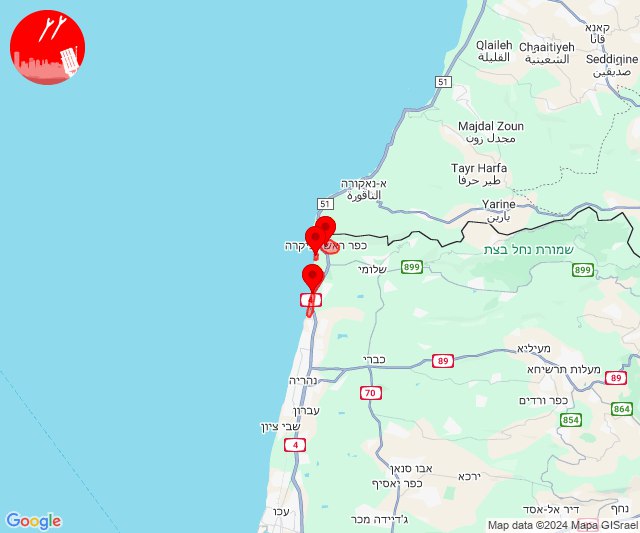 קאנא
قانا
Qlaileh
القليلة
Chaaitiyeh
الشعيتية
Seddiqine
صديقين
51
Majdal Zoun
مجدل زون
Tayr Harfa
طير حرفا
א-נאקורה
الناقورة
51
Yarine
يارين
כפר ראש הנקרה
שמורת נחל בצת
שלומי
899
899
4
מעיליא
כברי
89
מעלות תרשיחא
89
נהריה
70
כפר ורדים
864
עברון
854
שבי ציון
4
אבו סנאן
ירכא
כפר יאסיף
נחף
עכו
ג'דיידה מכר
דיר אל-אסד
Google
Map data ©2024 Mapa GISrael